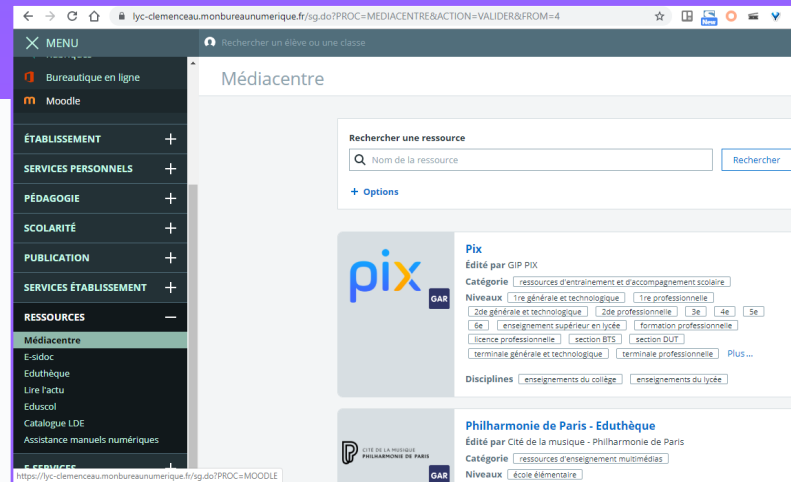 lyc-clemenceau.monbureaunumerique.fr/sg.do?PROC=MEDIACENTRE&ACTION=VALIDER&FROM=4
New
MENU
Rechercher un élève ou une classe
Bureautique en ligne
Moodle
ÉTABLISSEMENT
SERVICES PERSONNELS
PÉDAGOGIE
SCOLARITÉ
PUBLICATION
SERVICES ÉTABLISSEMENT
RESSOURCES
Médiacentre
E-sidoc
Eduthèque
Lire l'actu
Eduscol
Catalogue LDE
Assistance manuels numériques
E-SERVICES
https://lyc-clemenceau.monbureaunumerique.fr/sg.do?PROC=MOODLE
Médiacentre
Rechercher une ressource
Nom de la ressource
Rechercher
+ Options
pix
GAR
Pix
Édité par GIP PIX
Catégorie ressources d'entrainement et d'accompagnement scolaire
Niveaux 1re générale et technologique 1re professionnelle
2de générale et technologique 2de professionnelle 3e 4e 5e
6e enseignement supérieur en lycée formation professionnelle
licence professionnelle section BTS section DUT
terminale générale et technologique terminale professionnelle Plus...
Disciplines enseignements du collège enseignements du lycée
CITÉ DE LA MUSIQUE
PHILHARMONIE DE PARIS
GAR
Philharmonie de Paris - Eduthèque
Édité par Cité de la musique - Philharmonie de Paris
Catégorie ressources d'enseignement multimédias
Niveaux école élémentaire